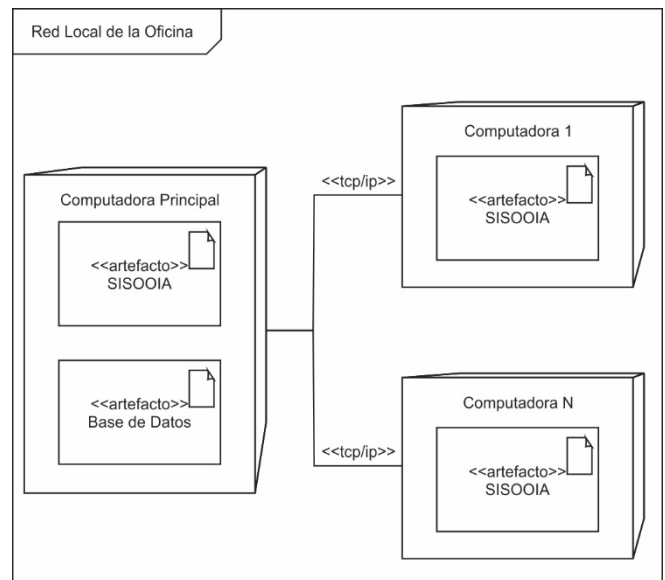 Red Local de la Oficina
Computadora Principal
<<artefacto>>
SISOOIA
<<artefacto>>
Base de Datos
<<tcp/ip>>
<<tcp/ip>>
Computadora 1
<<artefacto>>
SISOOIA
Computadora N
<<artefacto>>
SISOOIA